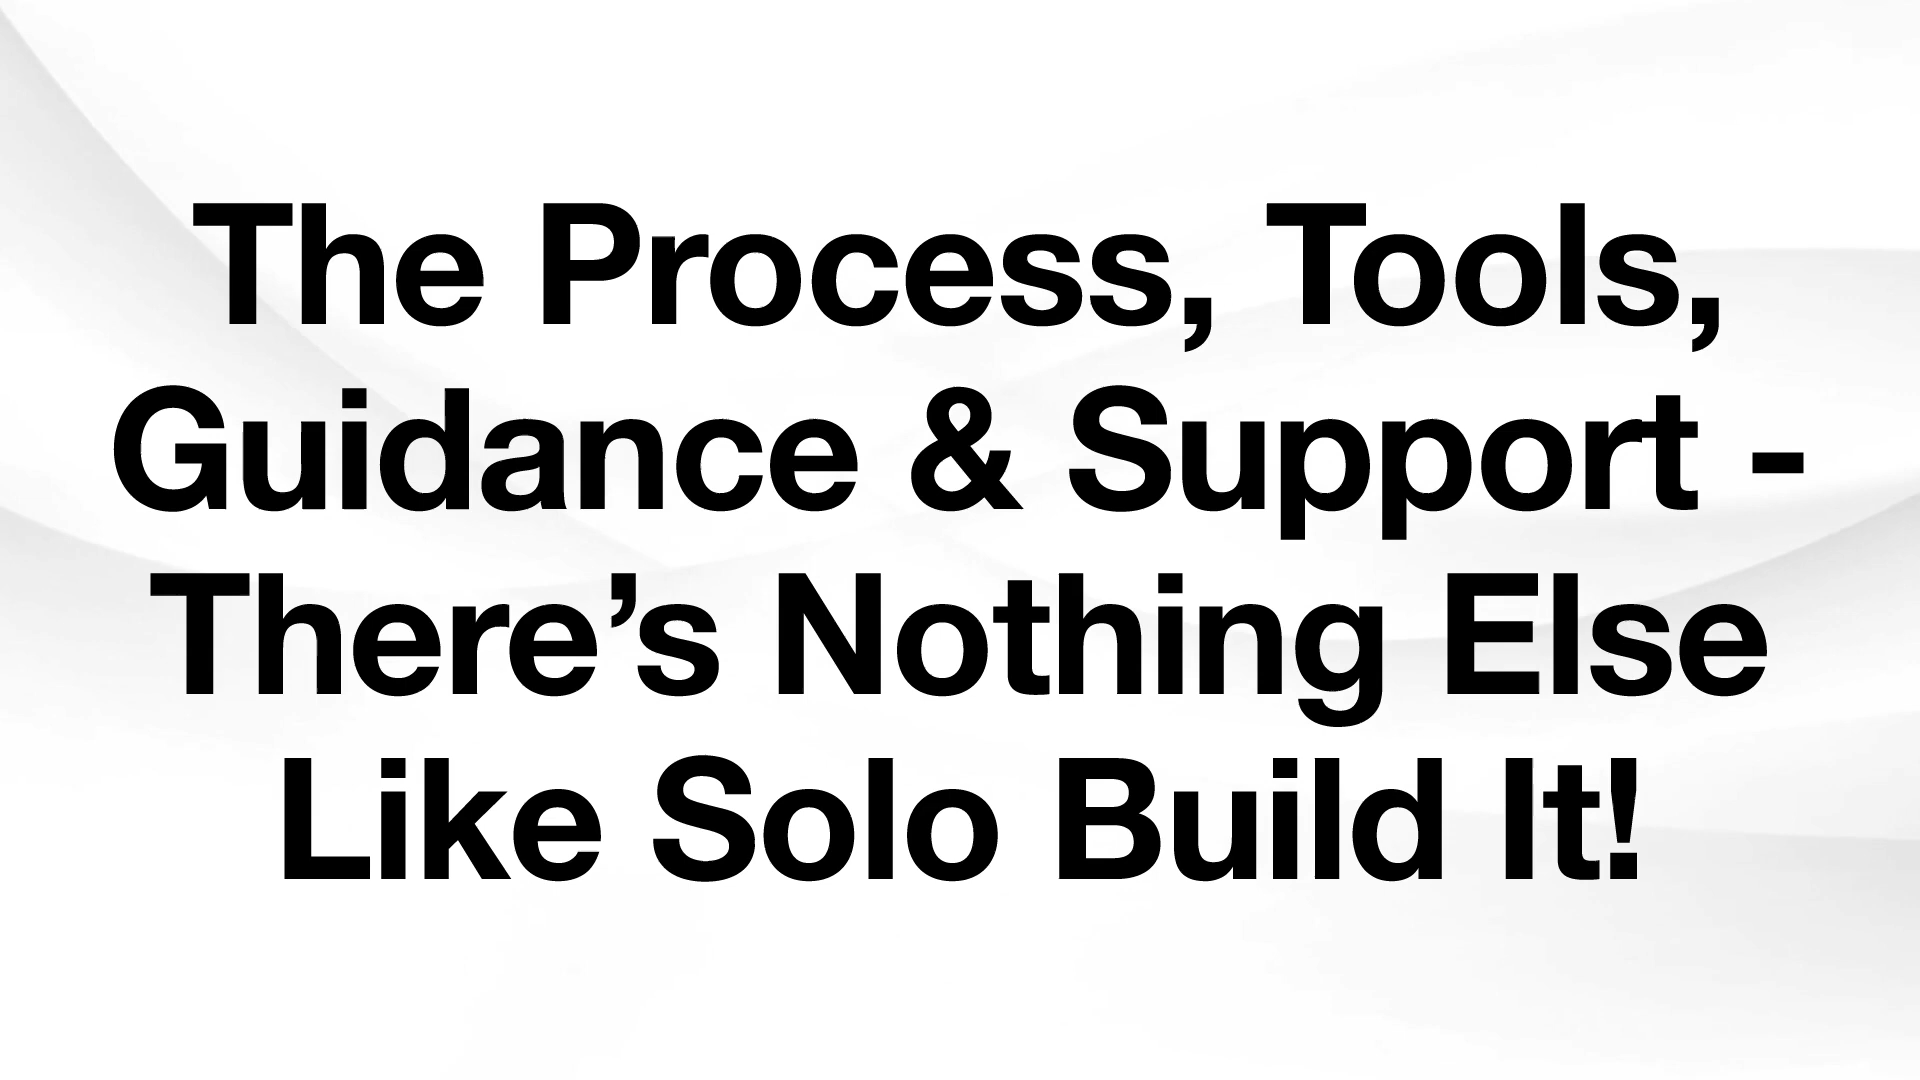 The Process, Tools,
Guidance & Support -
There’s Nothing Else
Like Solo Build It!